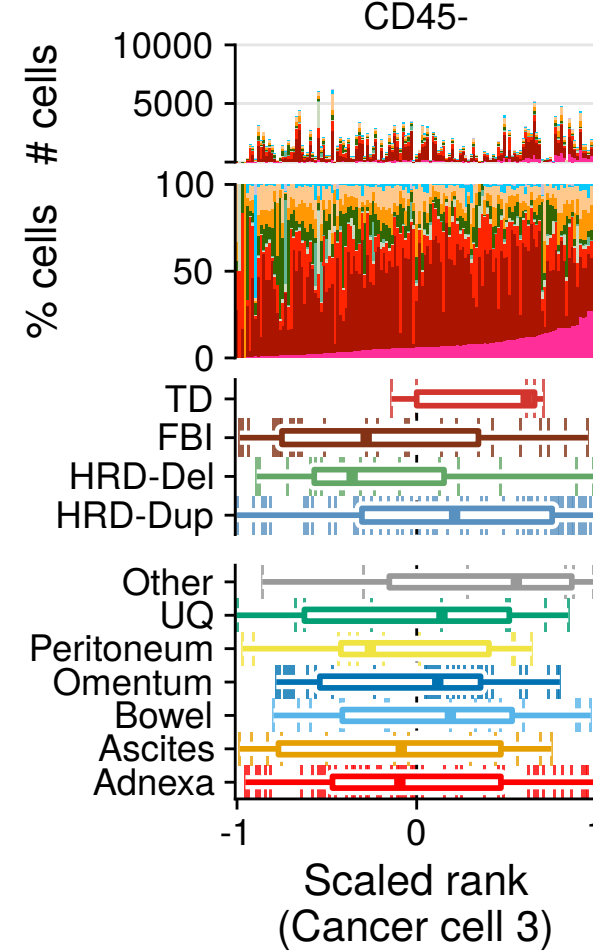 CD45-
10000
5000
# cells
100
50
0
% cells
TD
FBI
HRD-Del
HRD-Dup
Other
UQ
Peritoneum
Omentum
Bowel
Ascites
Adnexa
-1 0 1
Scaled rank
(Cancer cell 3)